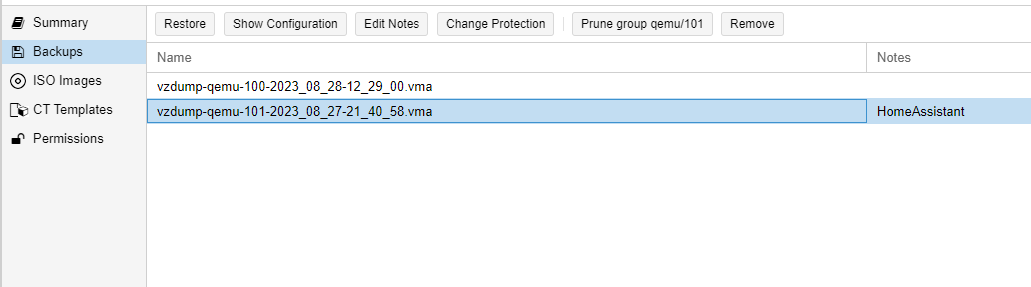 Summary
Backups
ISO Images
CT Templates
Permissions
Restore Show Configuration Edit Notes Change Protection Prune group qemu/101 Remove
Name Notes
vzdump-qemu-100-2023_08_28-12_29_00.vma
vzdump-qemu-101-2023_08_27-21_40_58.vma HomeAssistant